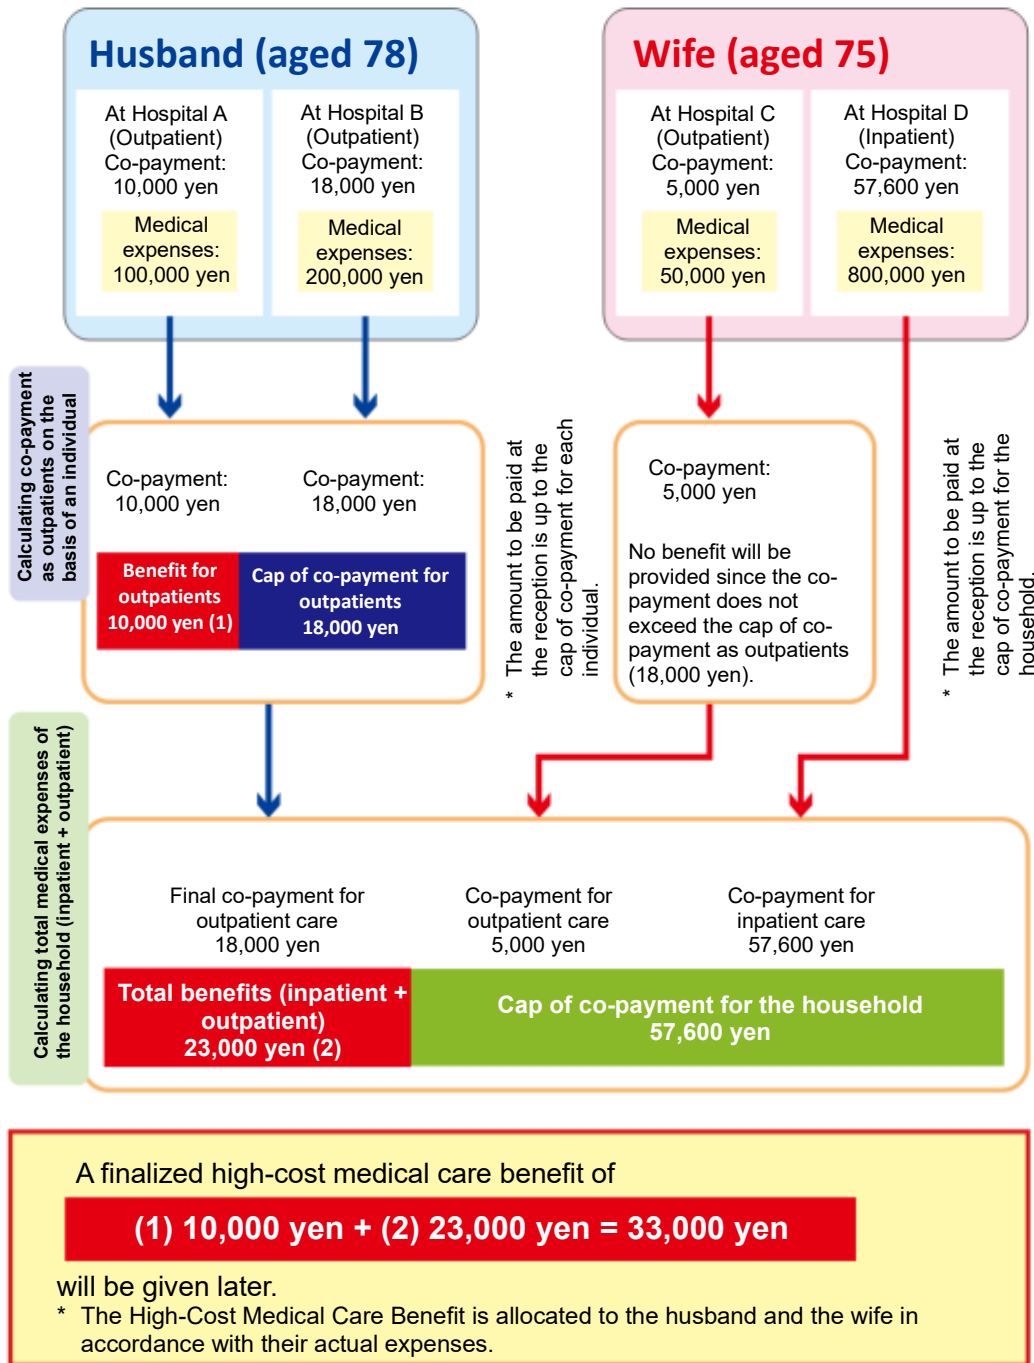 Husband (aged 78)
At Hospital A
(Outpatient)
Co-payment:
10,000 yen
Medical
expenses:
100,000 yen
At Hospital B
(Outpatient)
Co-payment:
18,000 yen
Medical
expenses:
200,000 yen
Wife (aged 75)
At Hospital C
(Outpatient)
Co-payment:
5,000 yen
Medical
expenses:
50,000 yen
At Hospital D
(Inpatient)
Co-payment:
57,600 yen
Medical
expenses:
800,000 yen
Calculating co-payment
as outpatients on the
basis of an individual
Co-payment:
10,000 yen
Co-payment:
18,000 yen
Benefit for
outpatients
10,000 yen (1)
Cap of co-payment for
outpatients
18,000 yen
* The amount to be paid at
the reception is up to the
cap of co-payment for each
individual.
Co-payment:
5,000 yen
No benefit will be
provided since the co-
payment does not
exceed the cap of co-
payment as outpatients
(18,000 yen).
* The amount to be paid at
the reception is up to the
cap of co-payment for the
household.
Calculating total medical expenses of
the household (inpatient + outpatient)
Final co-payment for
outpatient care
18,000 yen
Co-payment for
outpatient care
5,000 yen
Co-payment for
inpatient care
57,600 yen
Total benefits (inpatient +
outpatient)
23,000 yen (2)
Cap of co-payment for the household
57,600 yen
A finalized high-cost medical care benefit of
(1) 10,000 yen + (2) 23,000 yen = 33,000 yen
will be given later.
* The High-Cost Medical Care Benefit is allocated to the husband and the wife in
accordance with their actual expenses.